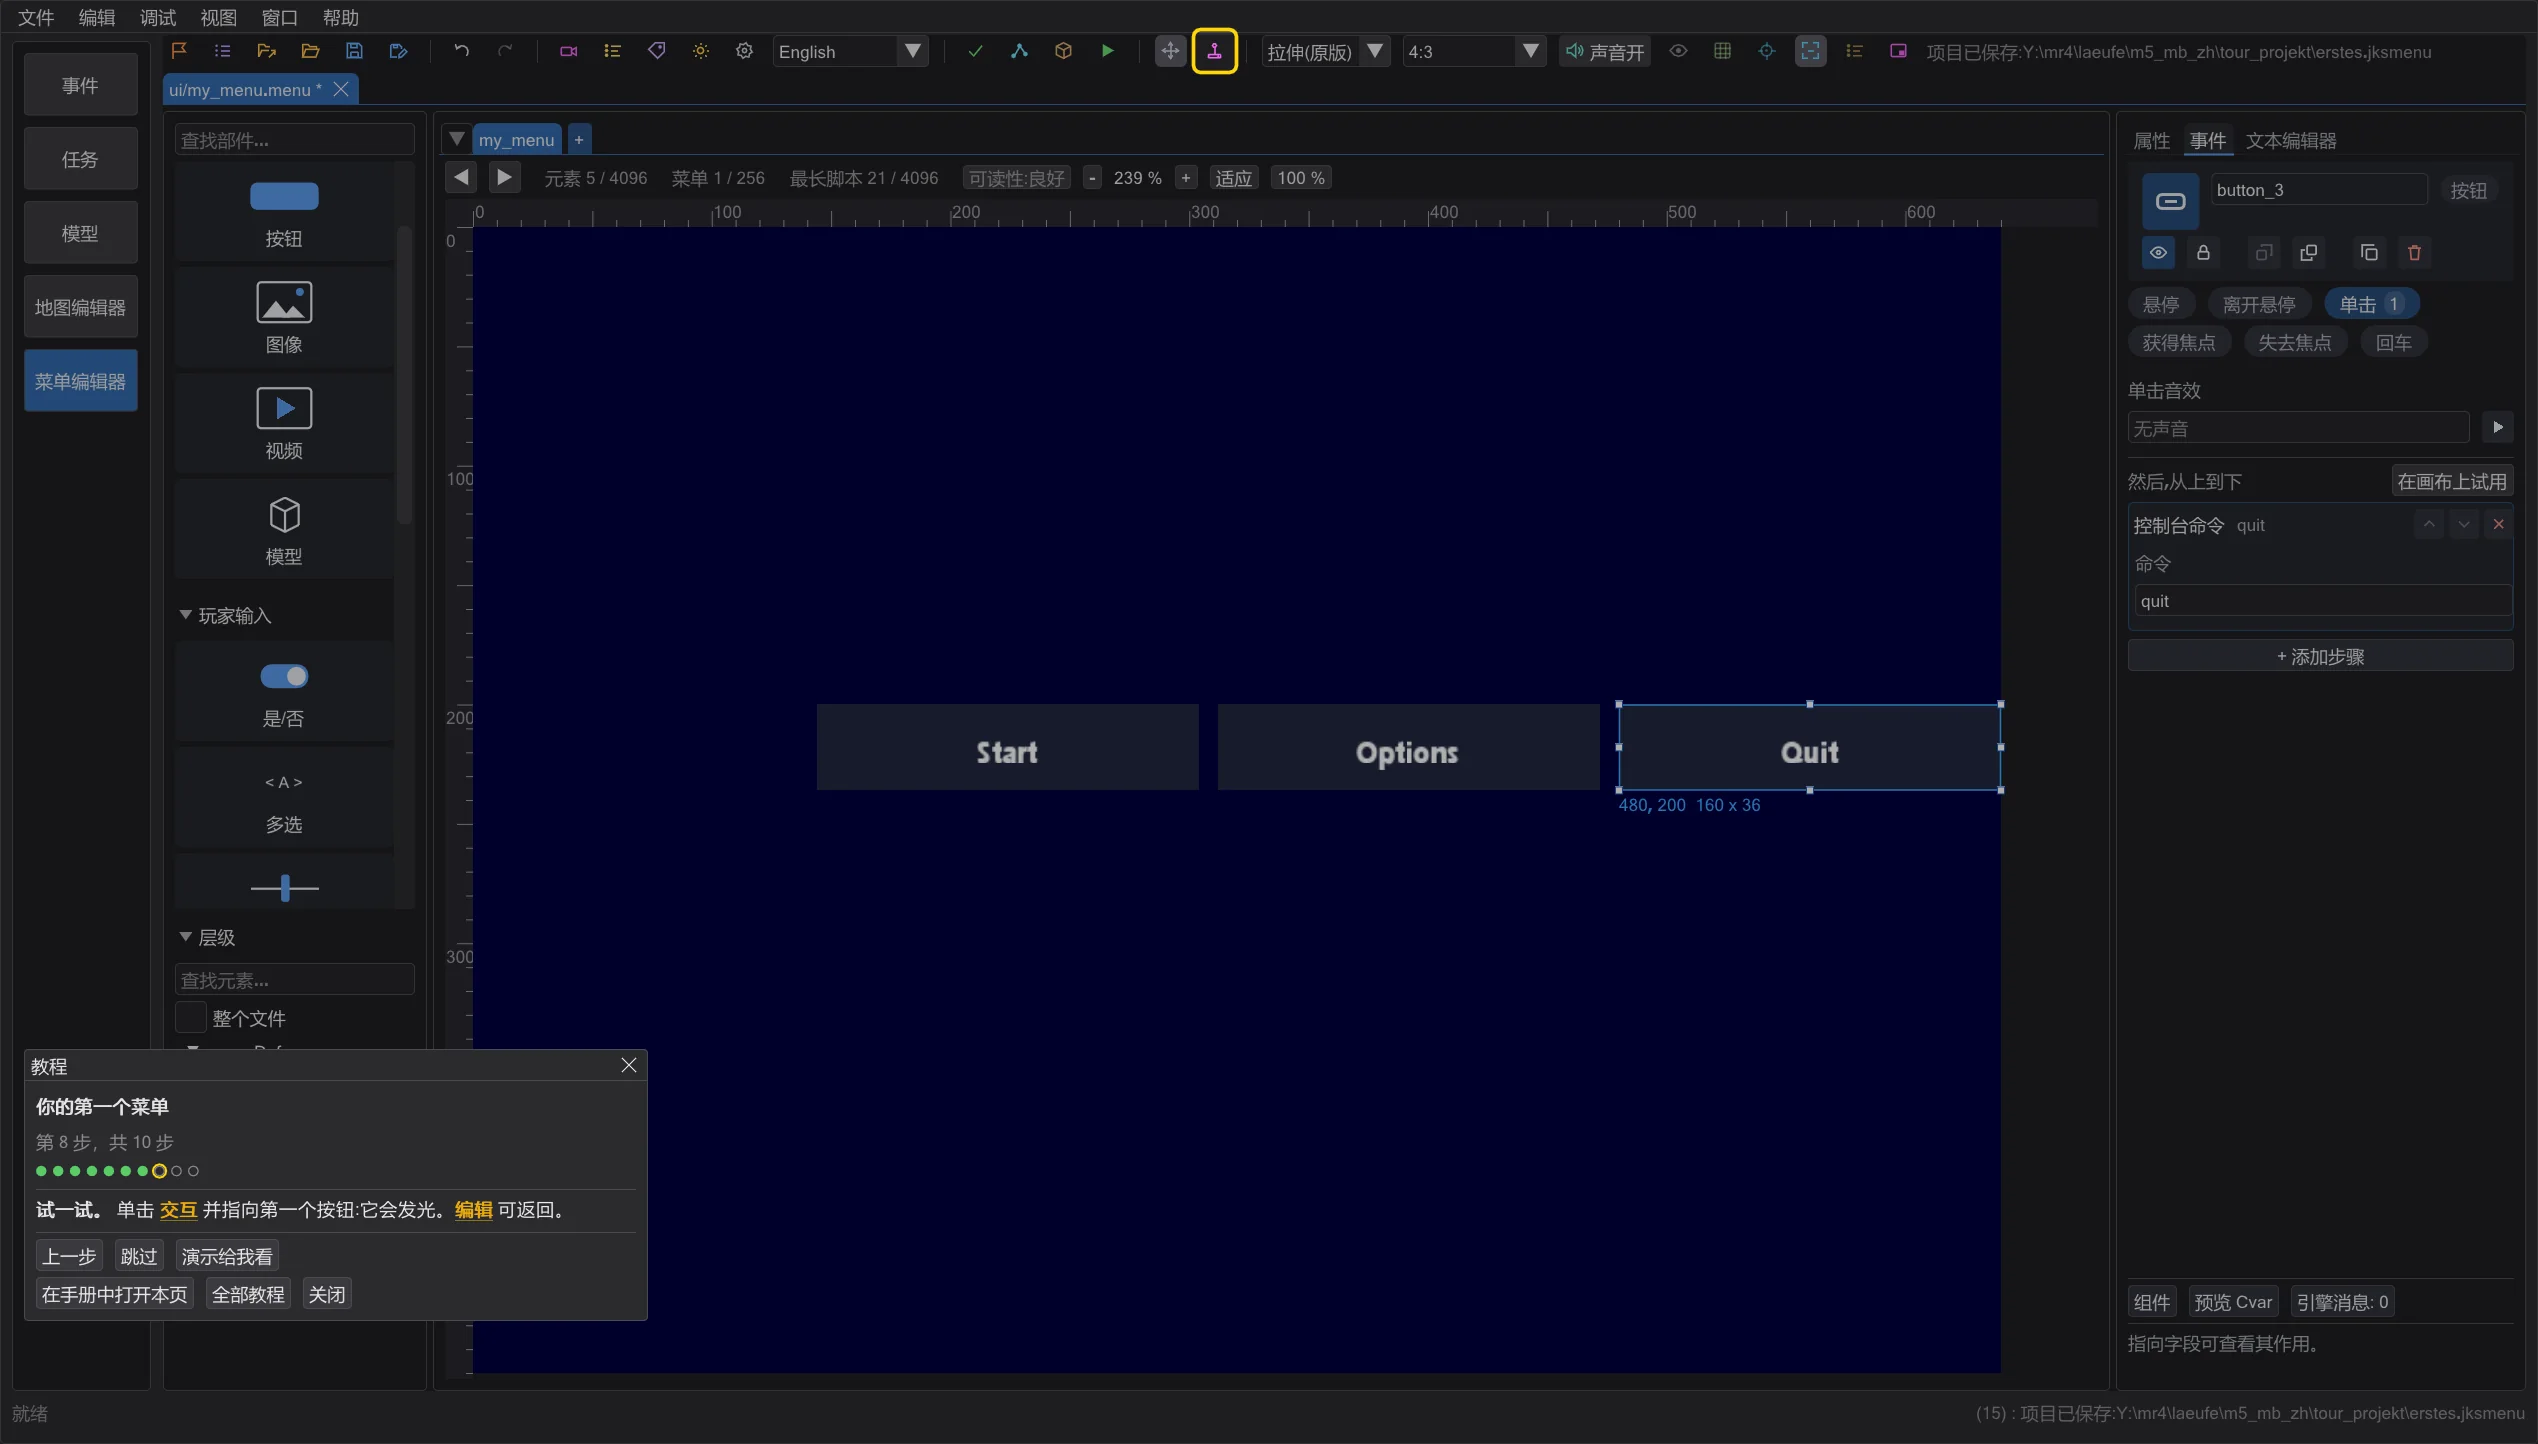 文件 编辑 调试 视图 窗口 帮助
English 拉伸(原版) 4:3 声音开 项目已保存:Y:\mr4\laeufe\m5_mb_zh\tour_projekt\erstes.jksmenu
事件
任务
模型
地图编辑器
菜单编辑器
ui/my_menu.menu *
查找部件...
按钮
图像
视频
模型
玩家输入
是/否
< A >
多选
层级
查找元素...
整个文件
my_menu +
元素 5 / 4096 菜单 1 / 256 最长脚本 21 / 4096 可读性:良好 - 239 % + 适应 100 %
0 100 200 300 400 500 600
0
100
200
300
Start Options Quit
480, 200 160 x 36
属性 事件 文本编辑器
button_3 按钮
悬停 离开悬停 单击 1
获得焦点 失去焦点 回车
单击音效
无声音
然后,从上到下 在画布上试用
控制台命令 quit
命令
quit
+ 添加步骤
组件 预览 Cvar 引擎消息: 0
指向字段可查看其作用。
教程
你的第一个菜单
第 8 步，共 10 步
试一试。 单击 交互 并指向第一个按钮:它会发光。编辑 可返回。
上一步 跳过 演示给我看
在手册中打开本页 全部教程 关闭
就绪 (15) : 项目已保存:Y:\mr4\laeufe\m5_mb_zh\tour_projekt\erstes.jksmenu